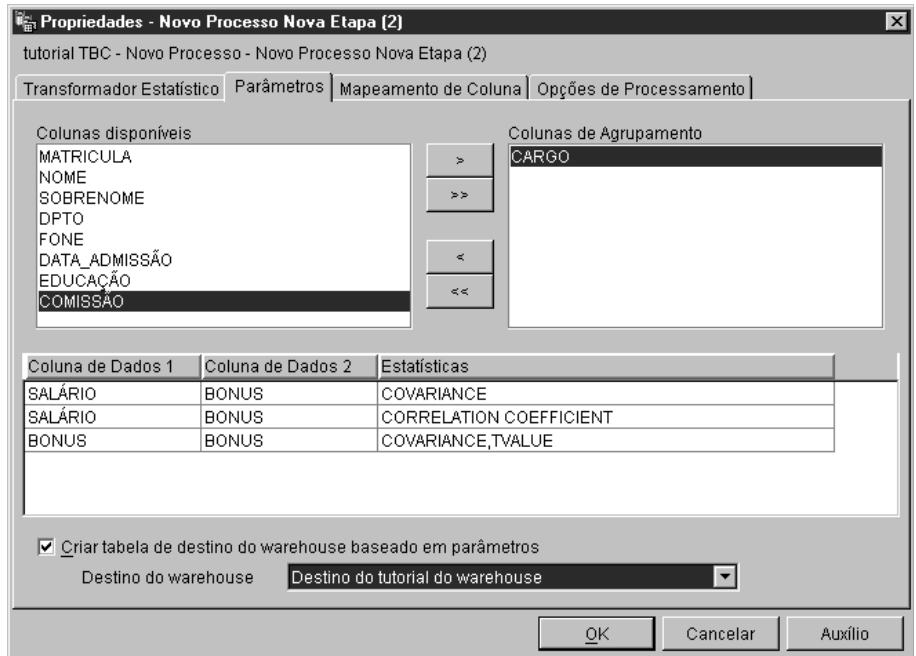 Propriedades - Novo Processo Nova Etapa (2)
tutorial TBC - Novo Processo - Novo Processo Nova Etapa (2)
Transformador Estatístico Parâmetros Mapeamento de Coluna Opções de Processamento
Colunas disponíveis
MATRICULA
NOME
SOBRENOME
DPTO
FONE
DATA_ADMISSÃO
EDUCAÇÃO
COMISSÃO
>
>>
<
<<
Colunas de Agrupamento
CARGO
Coluna de Dados 1 Coluna de Dados 2 Estatísticas
SALÁRIO BONUS COVARIANCE
SALÁRIO BONUS CORRELATION COEFFICIENT
BONUS BONUS COVARIANCE,TVALUE
Criar tabela de destino do warehouse baseado em parâmetros
Destino do warehouse Destino do tutorial do warehouse
OK Cancelar Auxílio